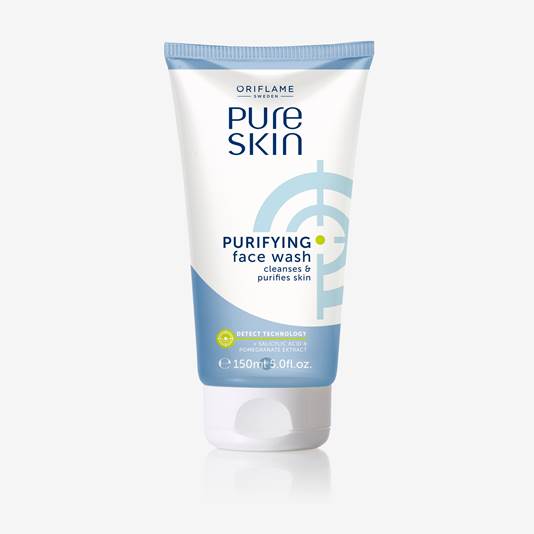 ORIFLAME
SWEDEN
PURE
SKIN
PURIFYING
face wash
cleanses &
purifies skin
DETECT TECHNOLOGY
+ SALICYLIC ACID &
POMEGRANATE EXTRACT
℮ 150ml 5.0fl.oz.